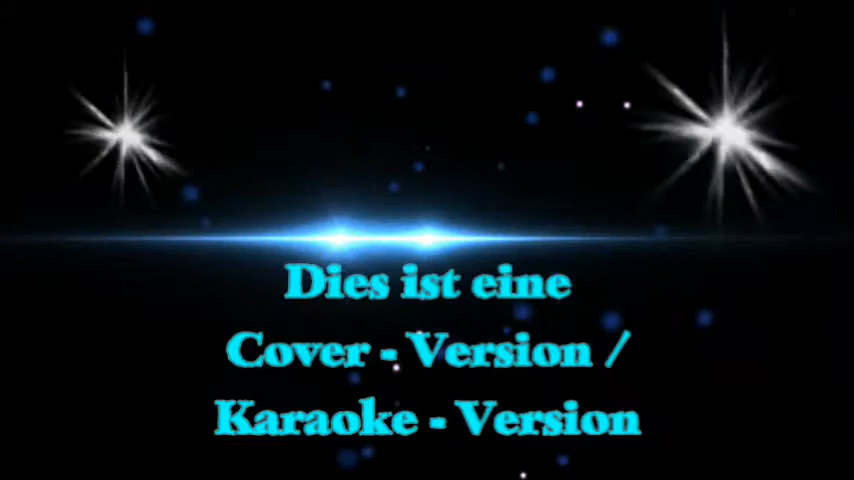 Dies ist eine
Cover - Version /
Karaoke - Version